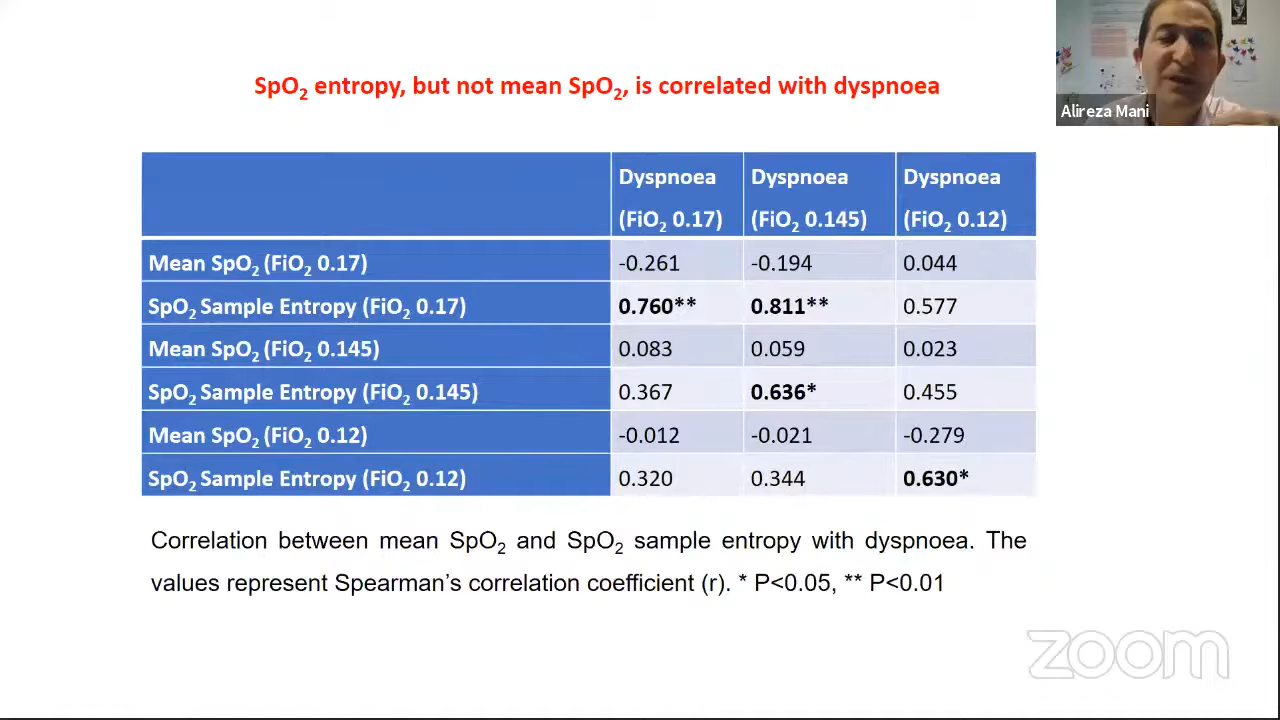 SpO₂ entropy, but not mean SpO₂, is correlated with dyspnoea
Alireza Mani
Dyspnoea (FiO₂ 0.17) Dyspnoea (FiO₂ 0.145) Dyspnoea (FiO₂ 0.12)
Mean SpO₂ (FiO₂ 0.17) -0.261 -0.194 0.044
SpO₂ Sample Entropy (FiO₂ 0.17) 0.760** 0.811** 0.577
Mean SpO₂ (FiO₂ 0.145) 0.083 0.059 0.023
SpO₂ Sample Entropy (FiO₂ 0.145) 0.367 0.636* 0.455
Mean SpO₂ (FiO₂ 0.12) -0.012 -0.021 -0.279
SpO₂ Sample Entropy (FiO₂ 0.12) 0.320 0.344 0.630*
Correlation between mean SpO₂ and SpO₂ sample entropy with dyspnoea. The
values represent Spearman's correlation coefficient (r). * P<0.05, ** P<0.01
zoom